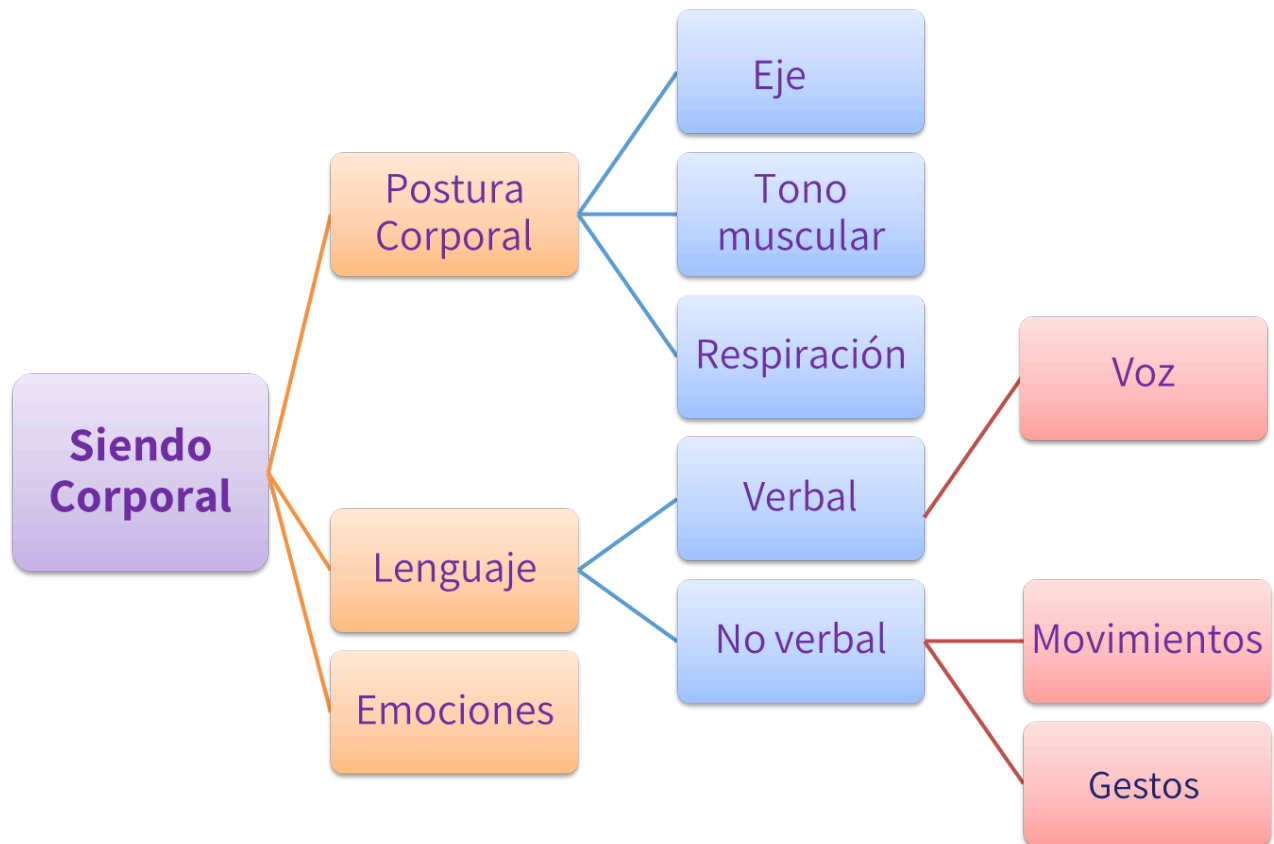 Siendo
Corporal
Postura
Corporal
Lenguaje
Emociones
Eje
Tono
muscular
Respiración
Verbal
No verbal
Voz
Movimientos
Gestos